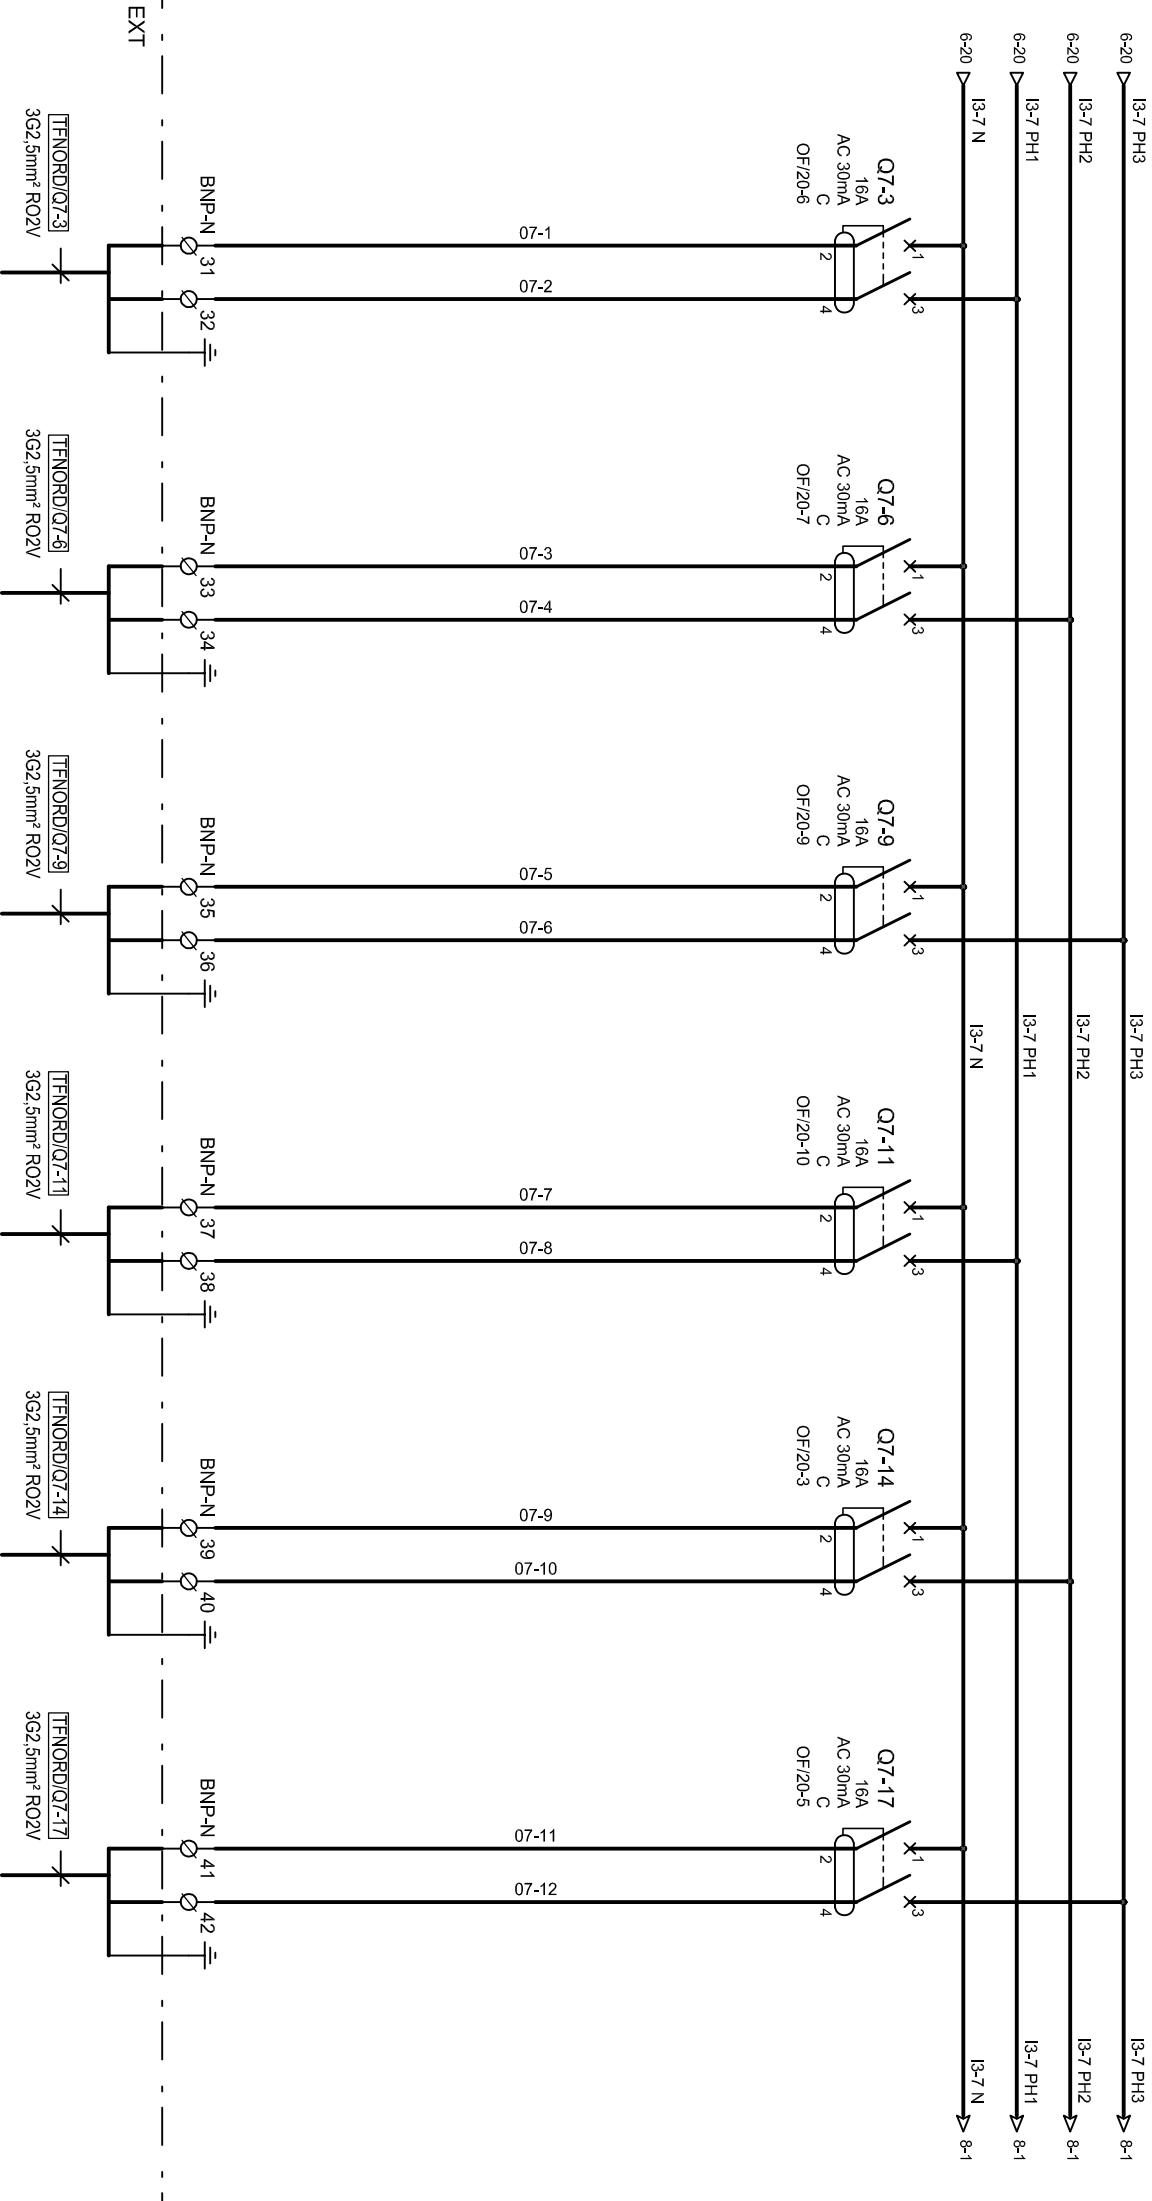 6-20
I3-7 PH3
I3-7 PH3
I3-7 PH3
8-1
6-20
I3-7 PH2
I3-7 PH2
I3-7 PH2
8-1
6-20
I3-7 PH1
I3-7 PH1
I3-7 PH1
8-1
6-20
I3-7 N
I3-7 N
I3-7 N
8-1
Q7-3
16A
AC 30mA
C
OF/20-6
1
3
2
4
07-1
07-2
BNP-N
31
32
TFNORD/Q7-3
3G2,5mm² RO2V
Q7-6
16A
AC 30mA
C
OF/20-7
1
3
2
4
07-3
07-4
BNP-N
33
34
TFNORD/Q7-6
3G2,5mm² RO2V
Q7-9
16A
AC 30mA
C
OF/20-9
1
3
2
4
07-5
07-6
BNP-N
35
36
TFNORD/Q7-9
3G2,5mm² RO2V
Q7-11
16A
AC 30mA
C
OF/20-10
1
3
2
4
07-7
07-8
BNP-N
37
38
TFNORD/Q7-11
3G2,5mm² RO2V
Q7-14
16A
AC 30mA
C
OF/20-3
1
3
2
4
07-9
07-10
BNP-N
39
40
TFNORD/Q7-14
3G2,5mm² RO2V
Q7-17
16A
AC 30mA
C
OF/20-5
1
3
2
4
07-11
07-12
BNP-N
41
42
TFNORD/Q7-17
3G2,5mm² RO2V
EXT